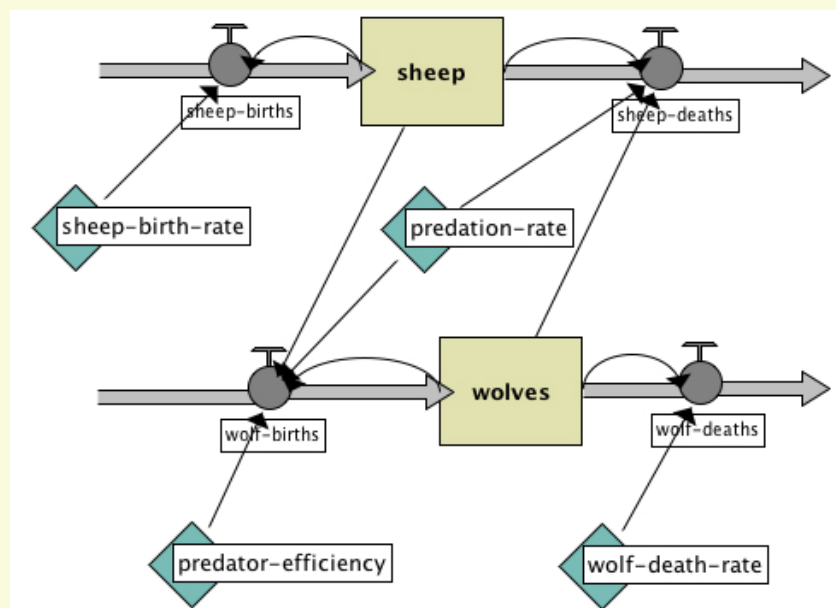 sheep
sheep-births
sheep-deaths
sheep-birth-rate
predation-rate
wolves
wolf-births
wolf-deaths
predator-efficiency
wolf-death-rate